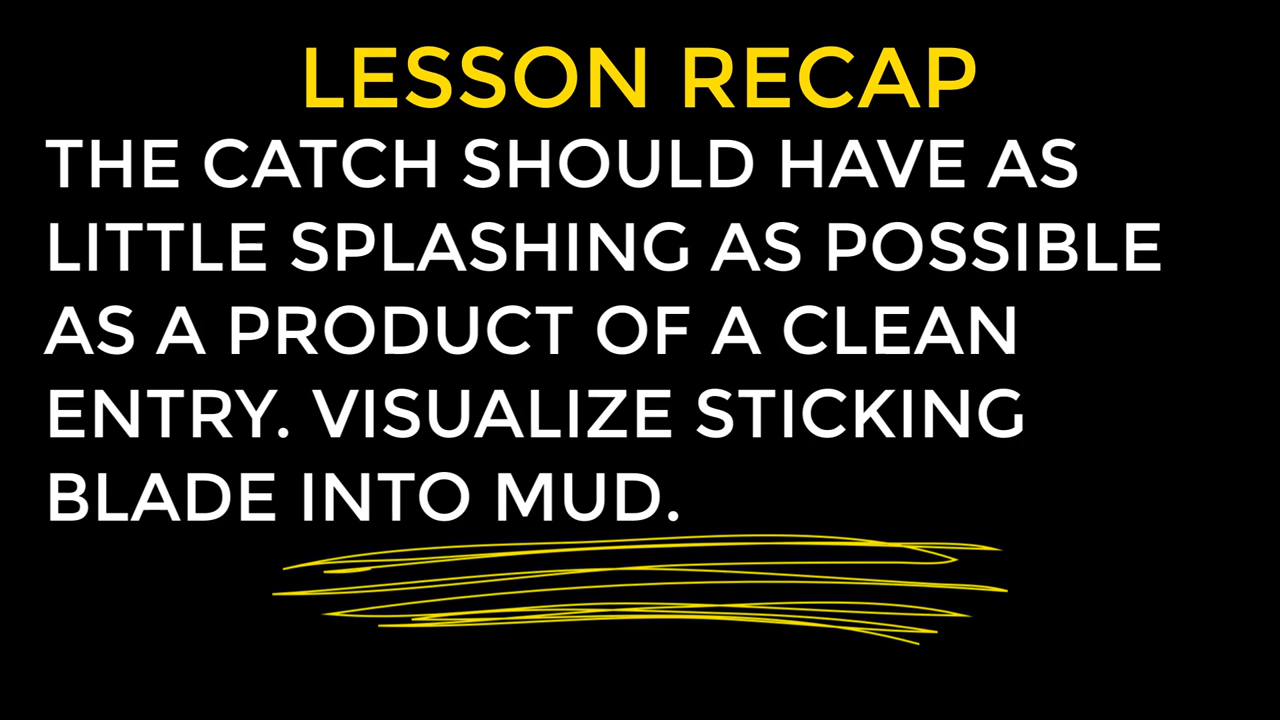 LESSON RECAP
THE CATCH SHOULD HAVE AS
LITTLE SPLASHING AS POSSIBLE
AS A PRODUCT OF A CLEAN
ENTRY. VISUALIZE STICKING
BLADE INTO MUD.